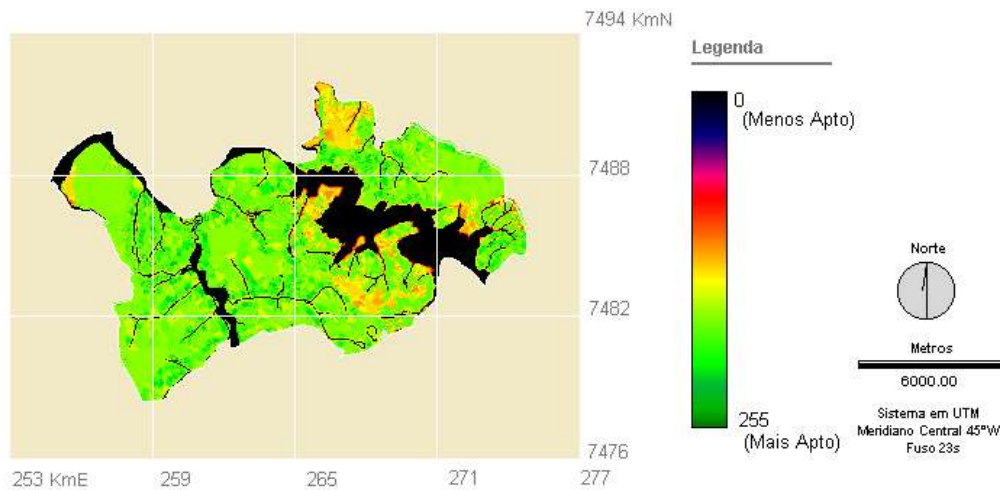 7494 KmN
Legenda
0
(Menos Apto)
7488
Norte
7482
Metros
6000.00
255
(Mais Apto)
Sistema em UTM
Meridiano Central 45°W
Fuso 23s
7476
253 KmE 259 265 271 277